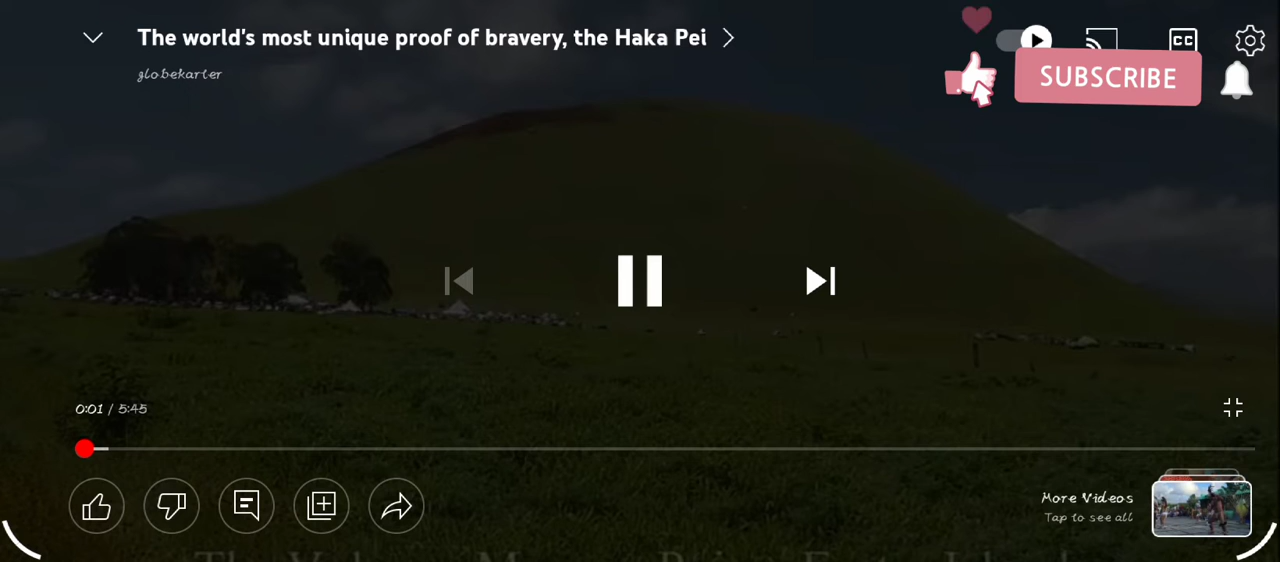 The world's most unique proof of bravery, the Haka Pei
globekarter
CC
SUBSCRIBE
0:01 / 5:45
More Videos
Tap to see all